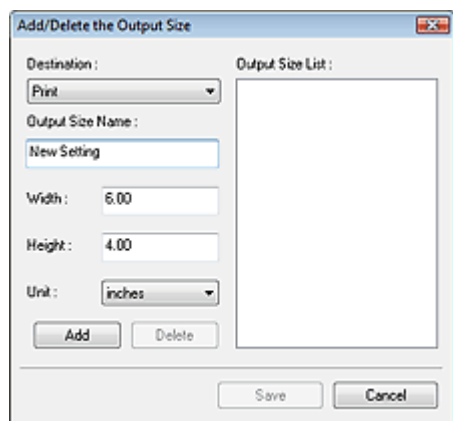 Add/Delete the Output Size
Destination :
Print
Output Size Name :
New Setting
Width :
6.00
Height :
4.00
Unit :
inches
Add
Delete
Output Size List :
Save
Cancel